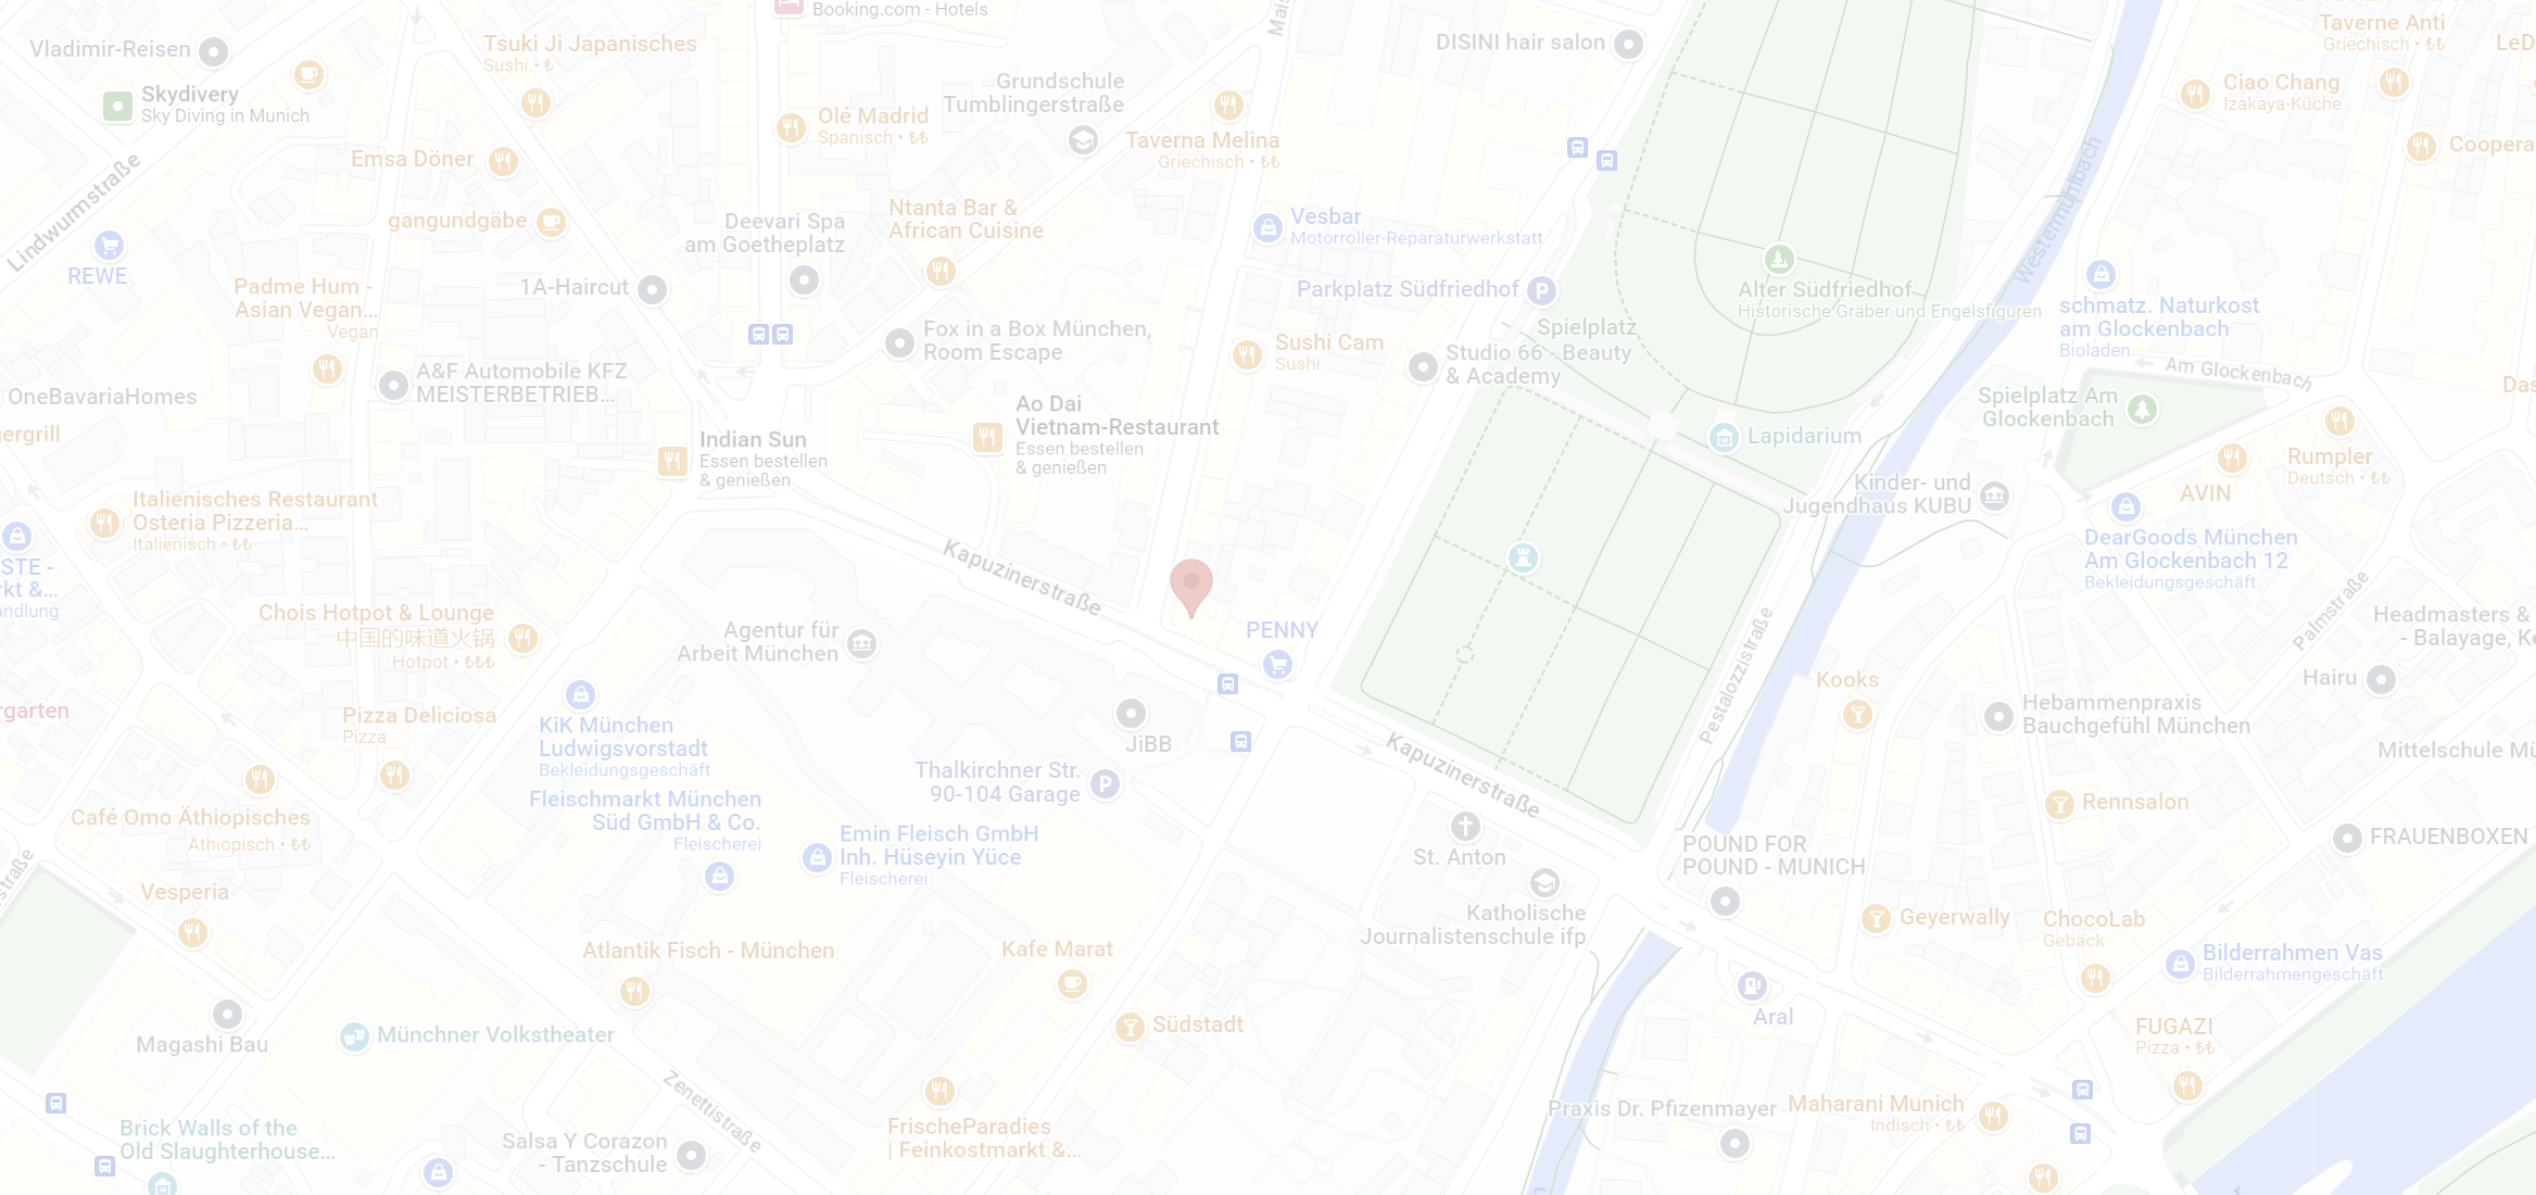 Booking.com - Hotels
Mais
Vladimir-Reisen
Tsuki Ji Japanisches
Sushi • ₺
DISINI hair salon
Taverne Anti
Griechisch • ₺₺
LeD
Skydivery
Sky Diving in Munich
Grundschule
Tumblingerstraße
Olé Madrid
Spanisch • ₺₺
Taverna Melina
Griechisch • ₺₺
Ciao Chang
Izakaya-Küche
Coopera
Emsa Döner
Lindwurmstraße
gangundgäbe
Deevari Spa
am Goetheplatz
Ntanta Bar &
African Cuisine
Vesbar
Motorroller-Reparaturwerkstatt
Westermühlbach
REWE
Padme Hum -
Asian Vegan...
Vegan
1A-Haircut
Parkplatz Südfriedhof
Alter Südfriedhof
Historische Gräber und Engelsfiguren
schmatz. Naturkost
am Glockenbach
Bioladen
Fox in a Box München,
Room Escape
Sushi Cam
Sushi
Spielplatz
Studio 66 - Beauty
& Academy
Am Glockenbach
A&F Automobile KFZ
MEISTERBETRIEB...
OneBavariaHomes
Das
Ao Dai
Vietnam-Restaurant
Essen bestellen
& genießen
Spielplatz Am
Glockenbach
ergrill
Indian Sun
Essen bestellen
& genießen
Lapidarium
Rumpler
Deutsch • ₺₺
Kinder- und
Jugendhaus KUBU
AVIN
Italienisches Restaurant
Osteria Pizzeria...
Italienisch • ₺₺
DearGoods München
Am Glockenbach 12
Bekleidungsgeschäft
STE -
rkt &...
andlung
Kapuzinerstraße
Palmstraße
Chois Hotpot & Lounge
中国的味道火锅
Hotpot • ₺₺₺
Agentur für
Arbeit München
PENNY
Pestalozzistraße
Headmasters &
- Balayage, Ke
Kooks
Hairu
rgarten
Pizza Deliciosa
Pizza
KiK München
Ludwigsvorstadt
Bekleidungsgeschäft
JiBB
Kapuzinerstraße
Hebammenpraxis
Bauchgefühl München
Mittelschule Mü
Thalkirchner Str.
90-104 Garage
Fleischmarkt München
Süd GmbH & Co.
Fleischerei
Rennsalon
Café Omo Äthiopisches
Äthiopisch • ₺₺
Emin Fleisch GmbH
Inh. Hüseyin Yüce
Fleischerei
St. Anton
POUND FOR
POUND - MUNICH
FRAUENBOXEN
straße
Vesperia
Katholische
Journalistenschule ifp
Geyerwally
ChocoLab
Gebäck
Atlantik Fisch - München
Kafe Marat
Bilderrahmen Vas
Bilderrahmengeschäft
Magashi Bau
Münchner Volkstheater
Südstadt
Aral
FUGAZI
Pizza • ₺₺
Zenettistraße
Brick Walls of the
Old Slaughterhouse...
Salsa Y Corazon
- Tanzschule
FrischeParadies
| Feinkostmarkt &...
Praxis Dr. Pfizenmayer
Maharani Munich
Indisch • ₺₺